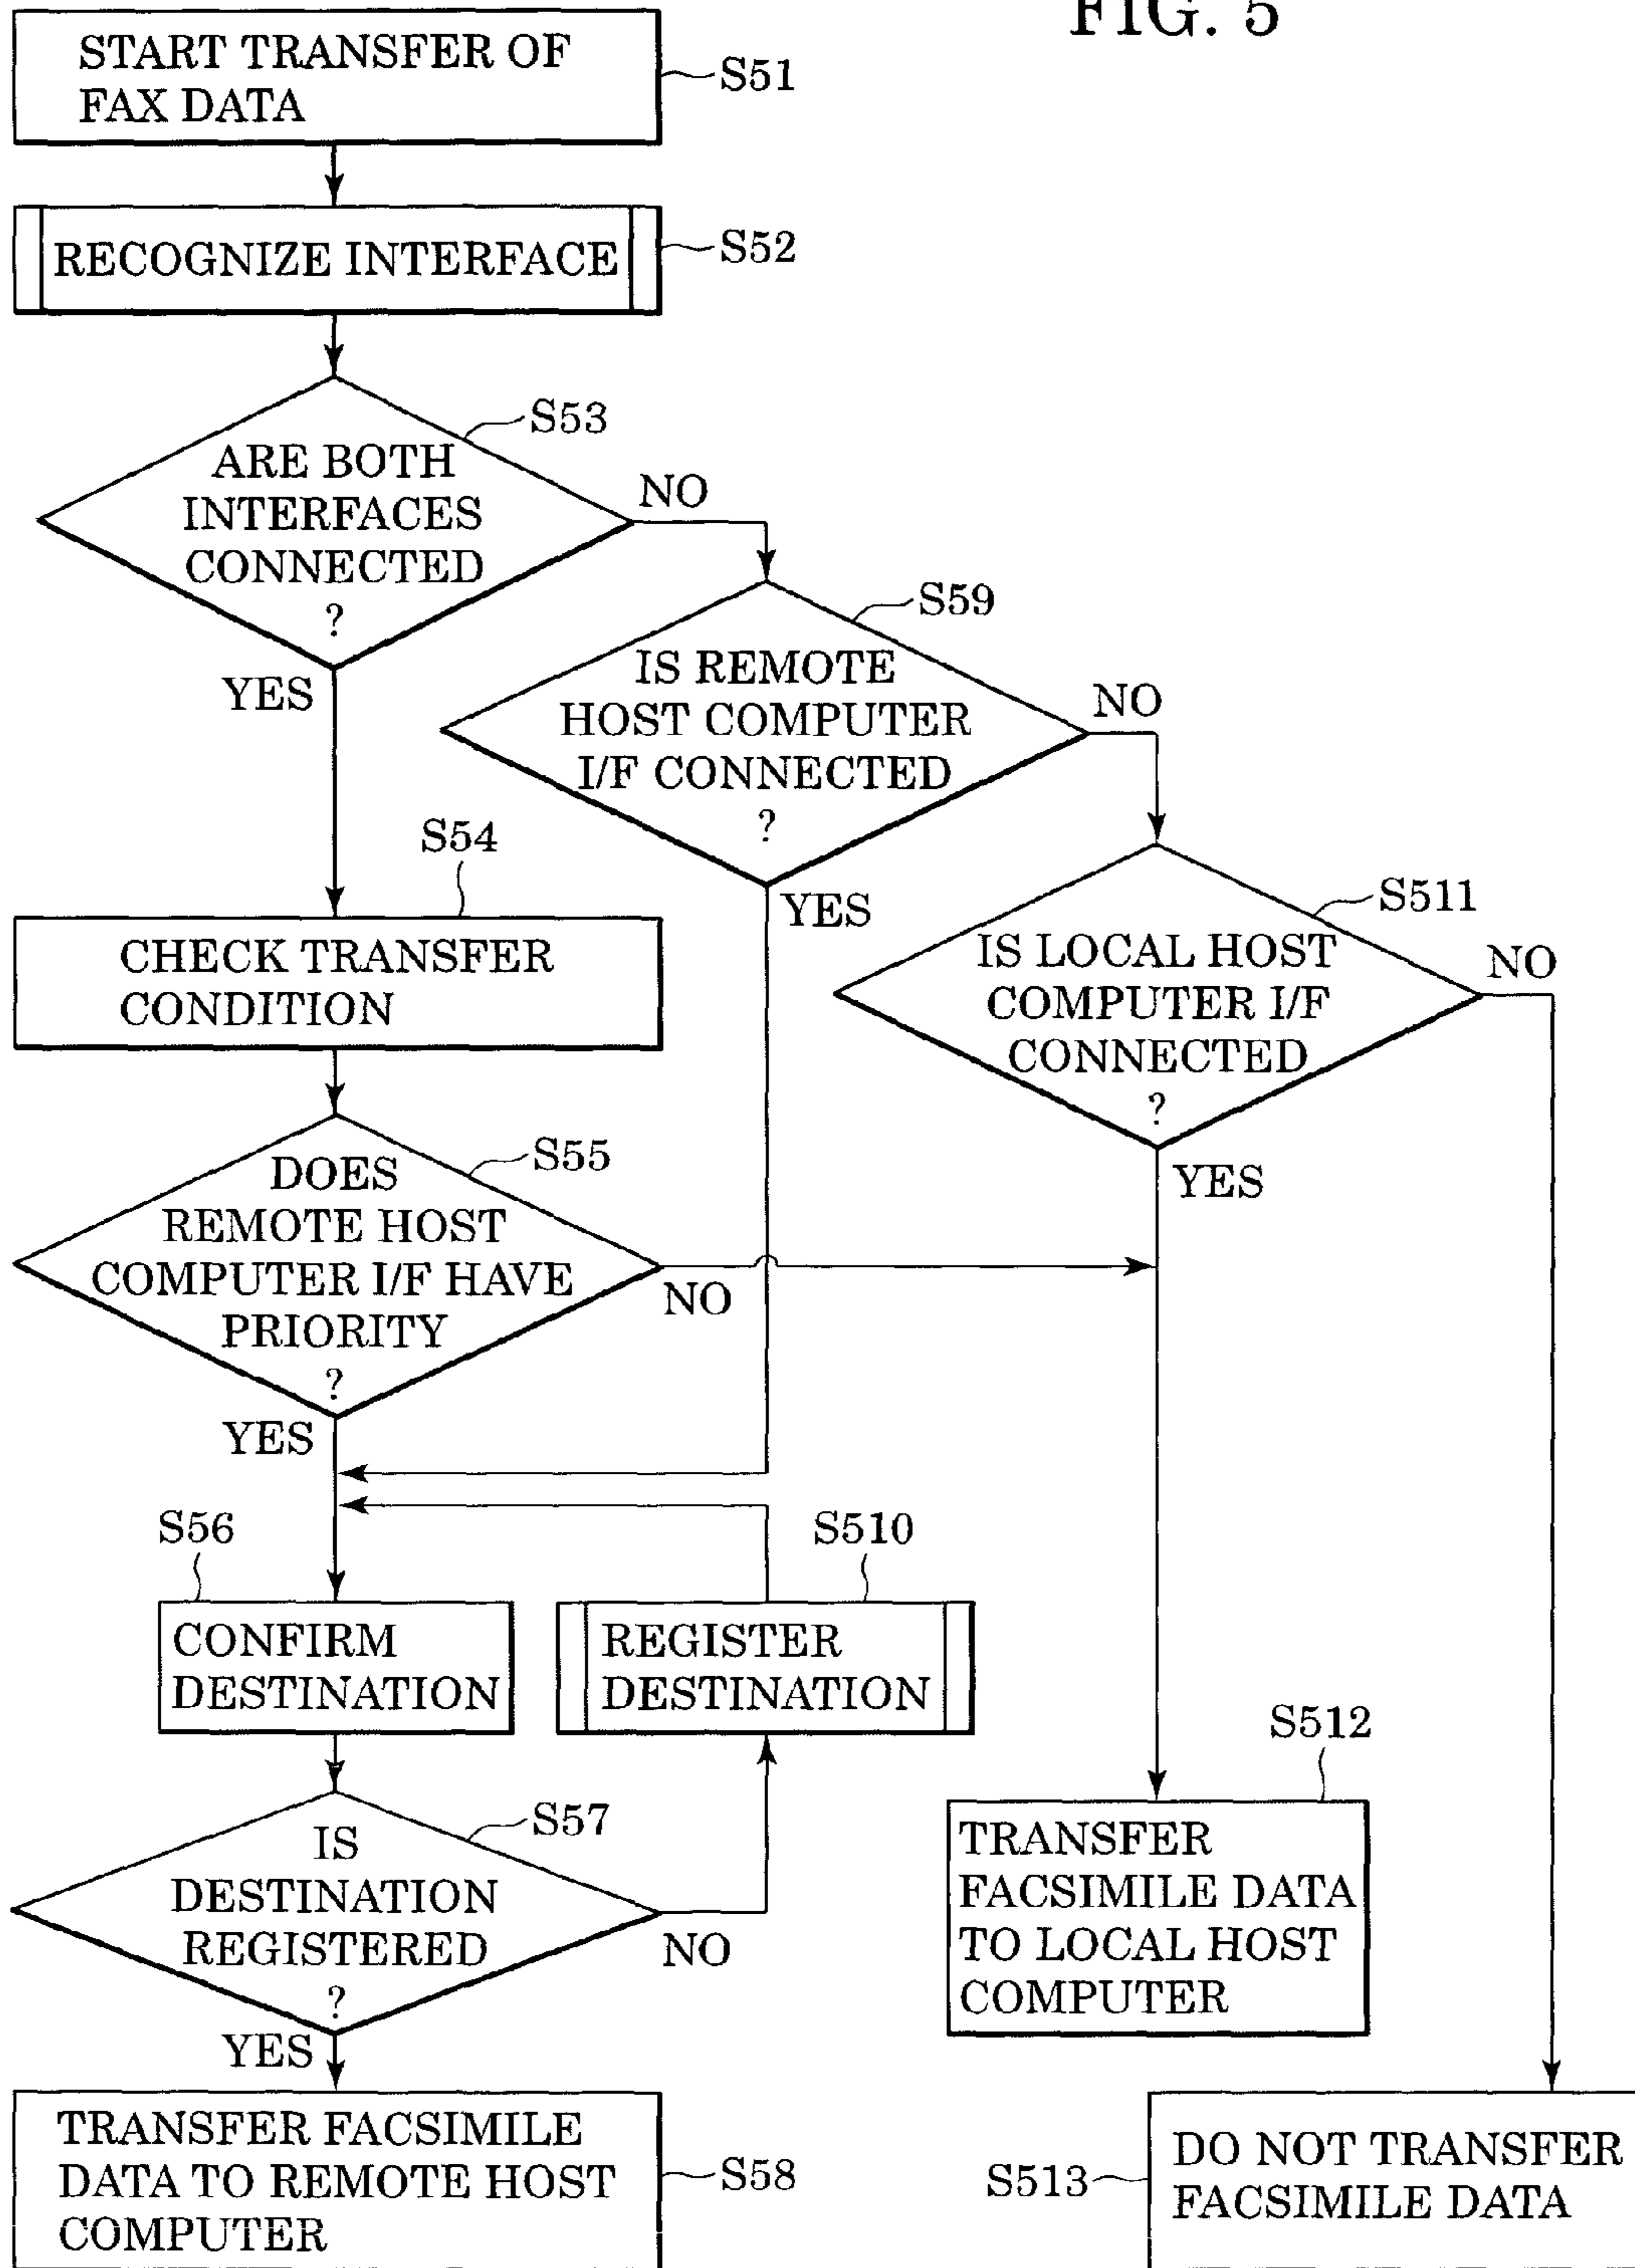 FIG. 5
START TRANSFER OF
FAX DATA
S51
RECOGNIZE INTERFACE
S52
S53
ARE BOTH
INTERFACES
CONNECTED
?
NO
YES
S59
IS REMOTE
HOST COMPUTER
I/F CONNECTED
?
NO
YES
S54
CHECK TRANSFER
CONDITION
S511
IS LOCAL HOST
COMPUTER I/F
CONNECTED
?
NO
YES
S55
DOES
REMOTE HOST
COMPUTER I/F HAVE
PRIORITY
?
NO
YES
S56
CONFIRM
DESTINATION
S510
REGISTER
DESTINATION
S57
IS
DESTINATION
REGISTERED
?
NO
YES
S512
TRANSFER
FACSIMILE DATA
TO LOCAL HOST
COMPUTER
TRANSFER FACSIMILE
DATA TO REMOTE HOST
COMPUTER
S58
S513
DO NOT TRANSFER
FACSIMILE DATA